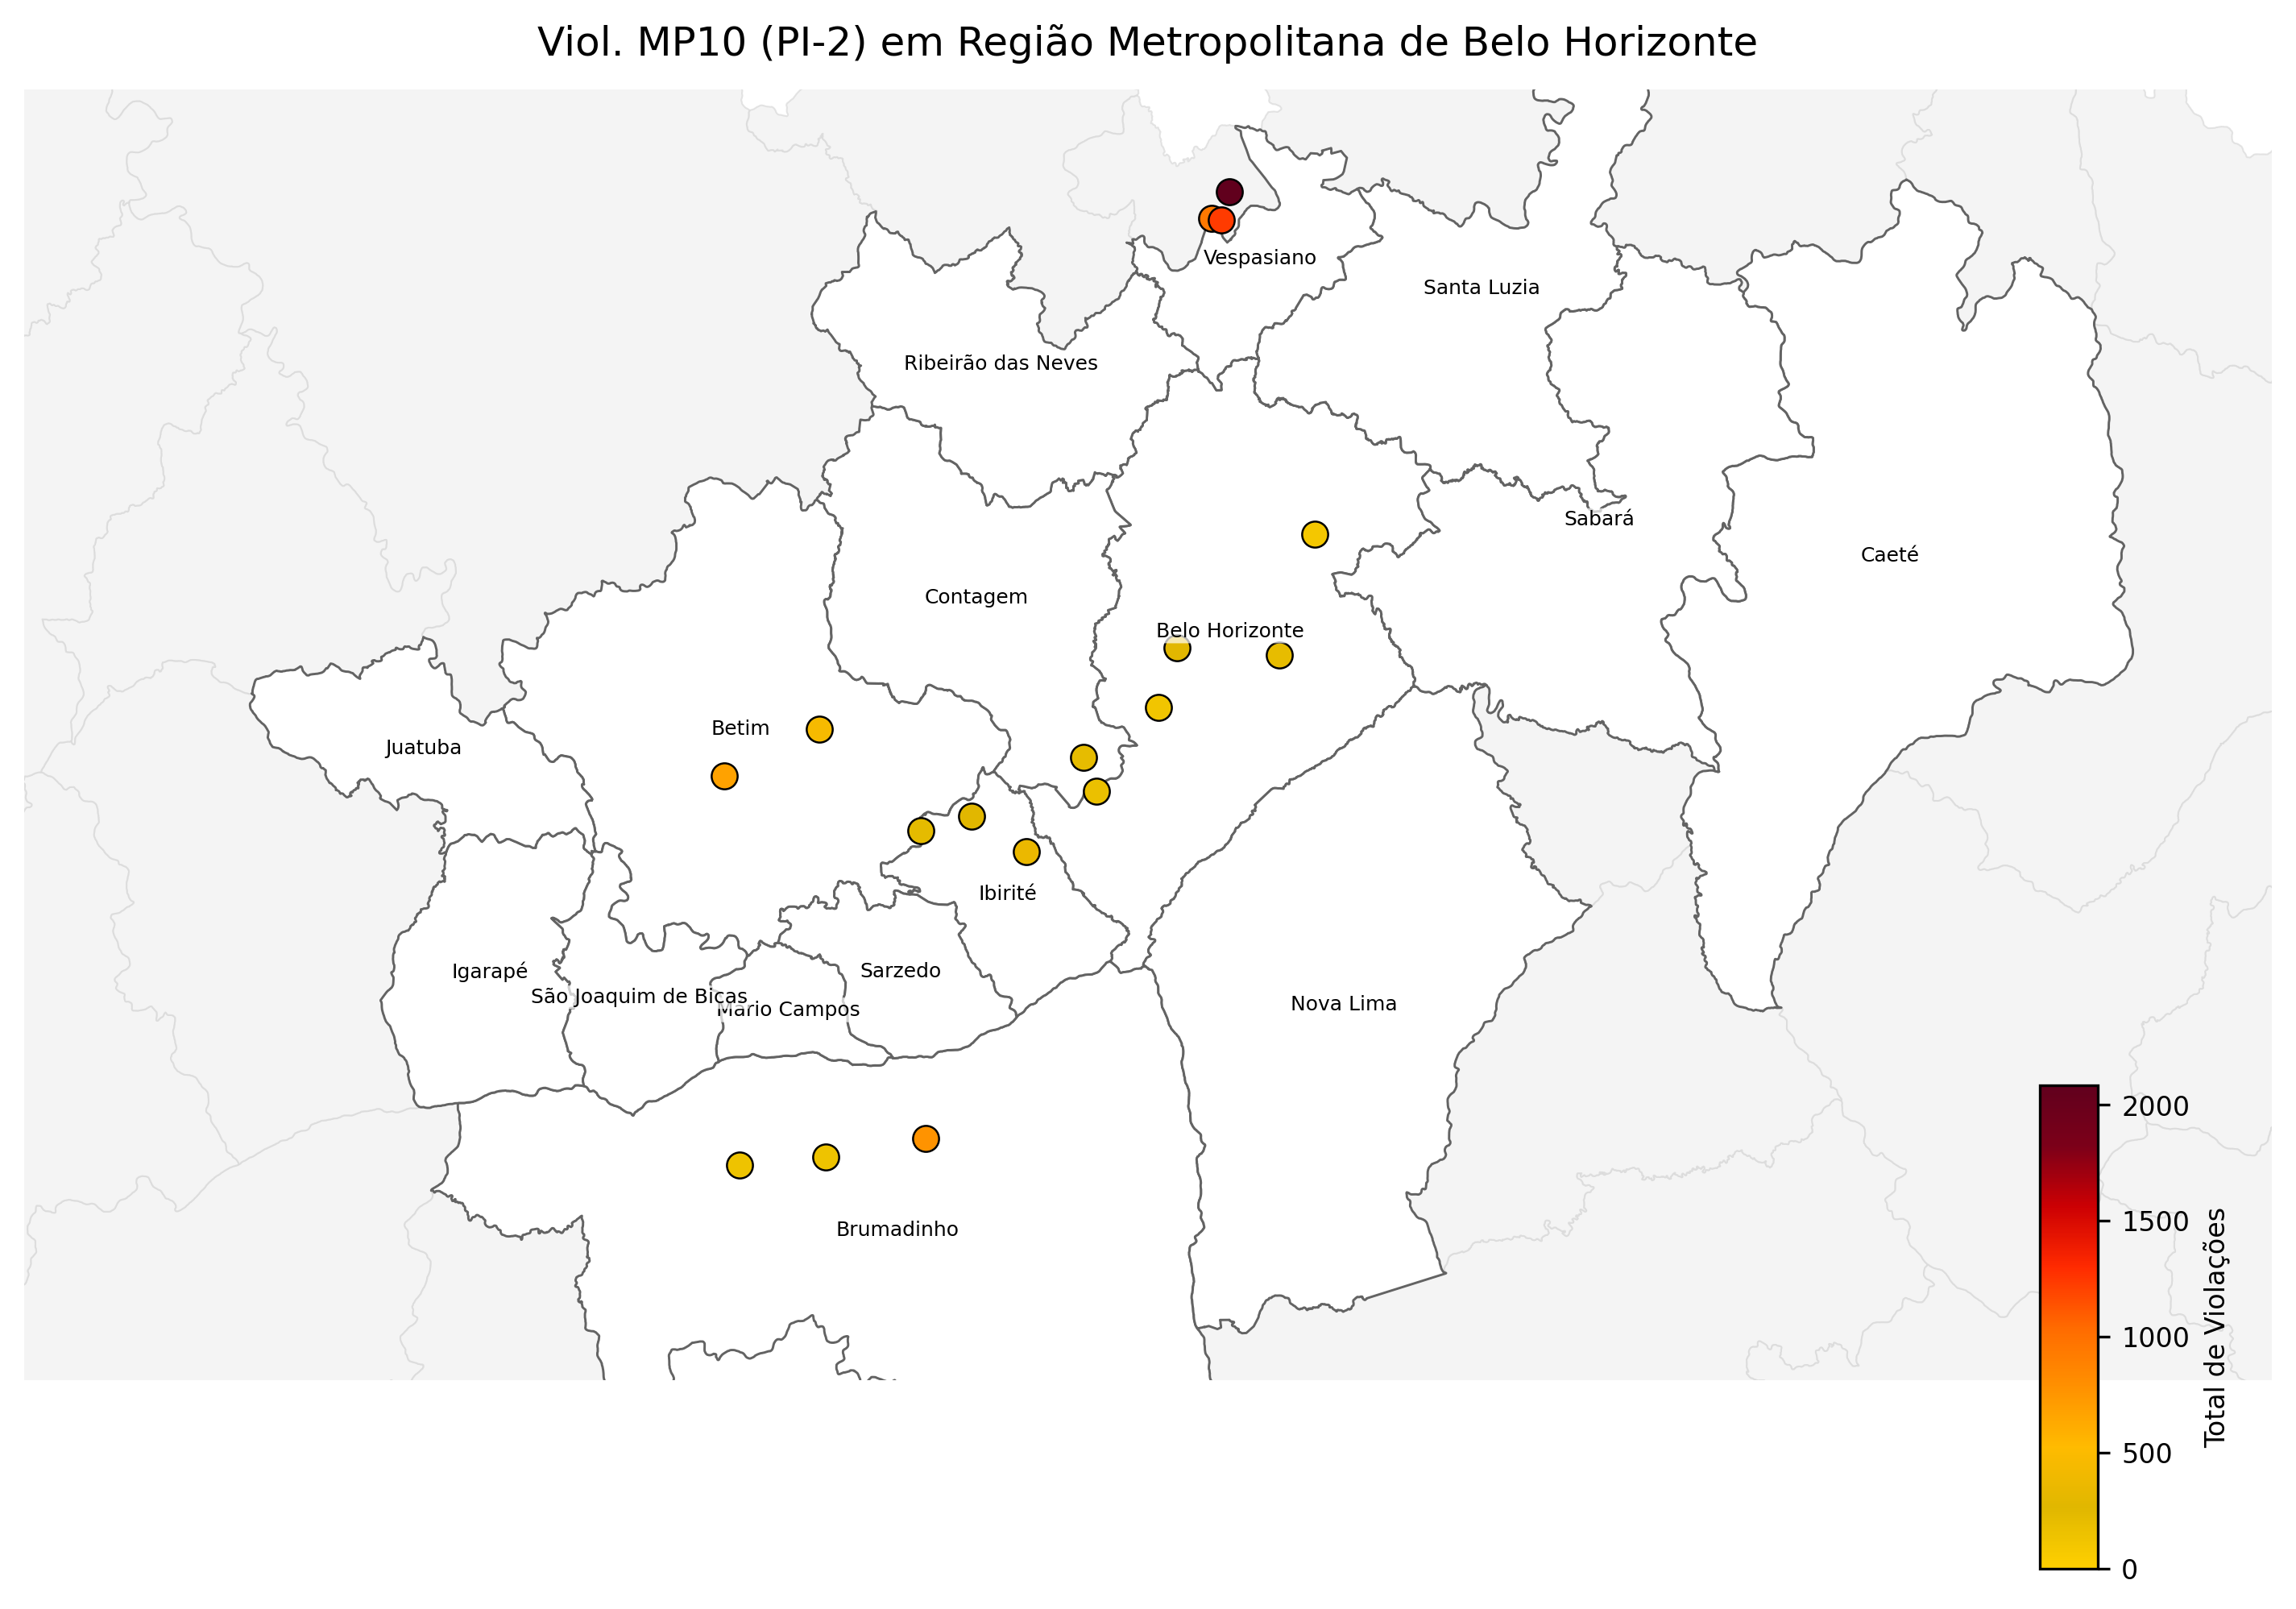 Viol. MP10 (PI-2) em Região Metropolitana de Belo Horizonte
Vespasiano
Santa Luzia
Ribeirão das Neves
Sabará
Caeté
Contagem
Belo Horizonte
Betim
Juatuba
Ibirité
Igarapé
Sarzedo
São Joaquim de Bicas
Mário Campos
Nova Lima
Brumadinho
2000
1500
1000
500
0
Total de Violações